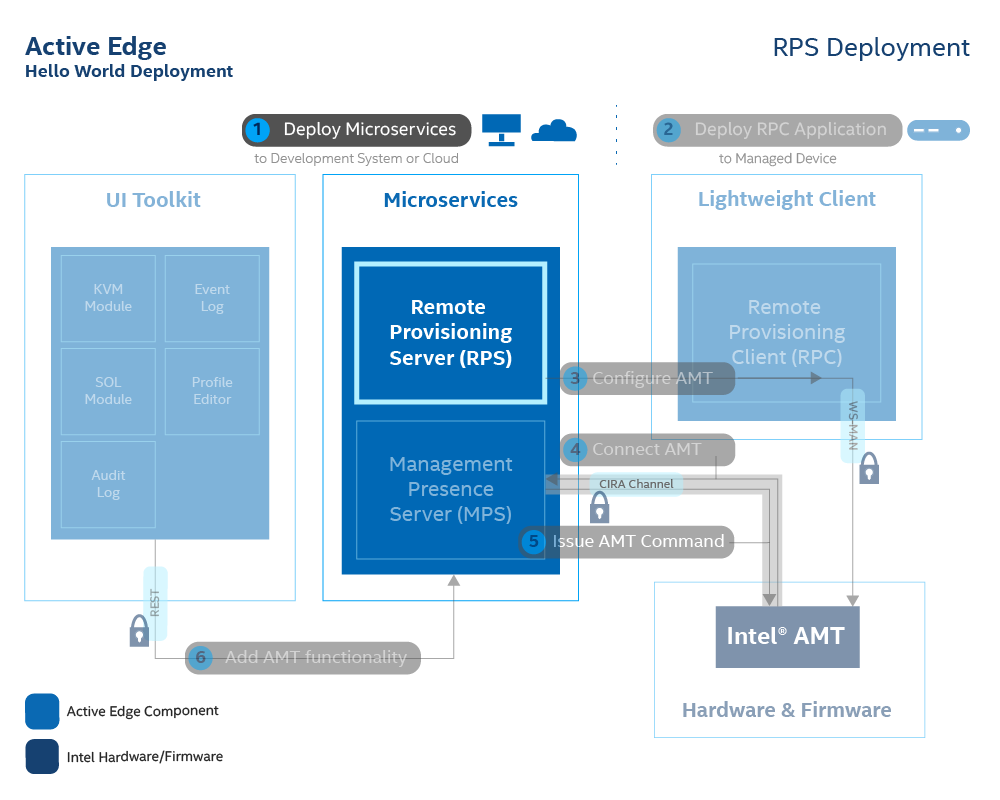 Active Edge
Hello World Deployment
RPS Deployment
1 Deploy Microservices
to Development System or Cloud
2 Deploy RPC Application
to Managed Device
UI Toolkit
KVM
Module
Event
Log
SOL
Module
Profile
Editor
Audit
Log
Microservices
Remote
Provisioning
Server (RPS)
Management
Presence
Server (MPS)
Lightweight Client
Remote
Provisioning
Client (RPC)
3 Configure AMT
WS-MAN
4 Connect AMT
CIRA Channel
5 Issue AMT Command
REST
6 Add AMT functionality
Intel® AMT
Hardware & Firmware
Active Edge Component
Intel Hardware/Firmware